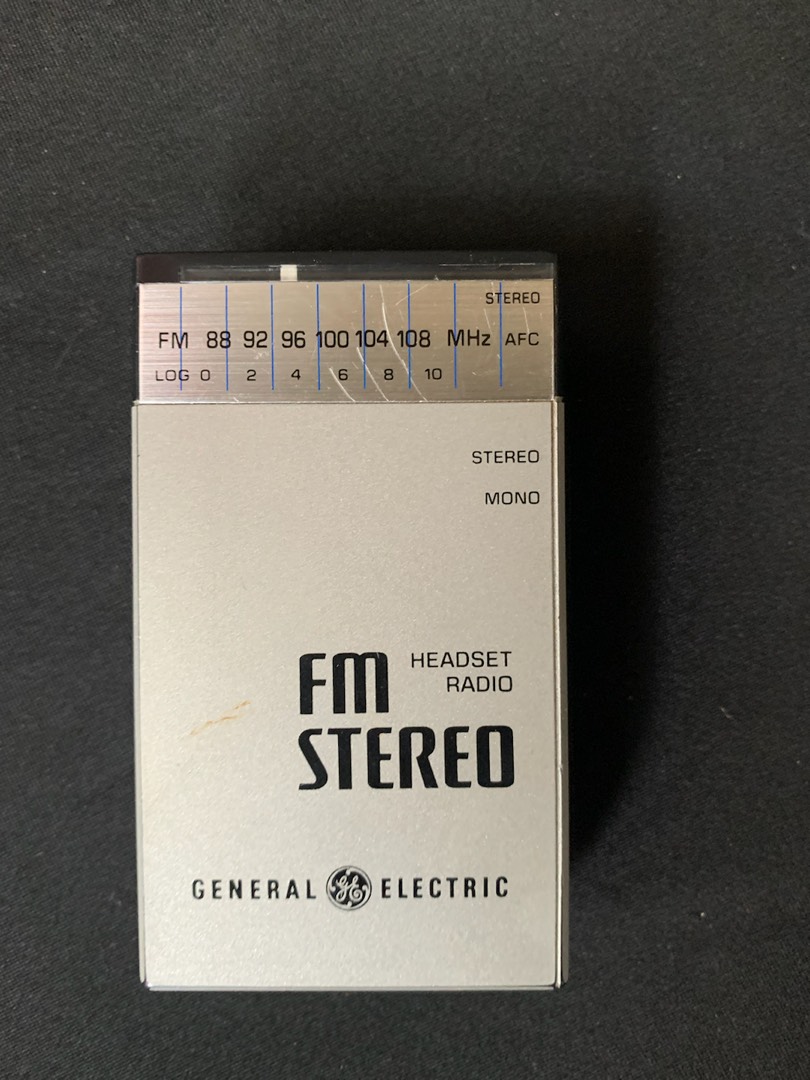 STEREO
FM 88 92 96 100 104 108 MHz AFC
LOG 0 2 4 6 8 10
STEREO
MONO
FM HEADSET
RADIO
STEREO
GENERAL GE ELECTRIC